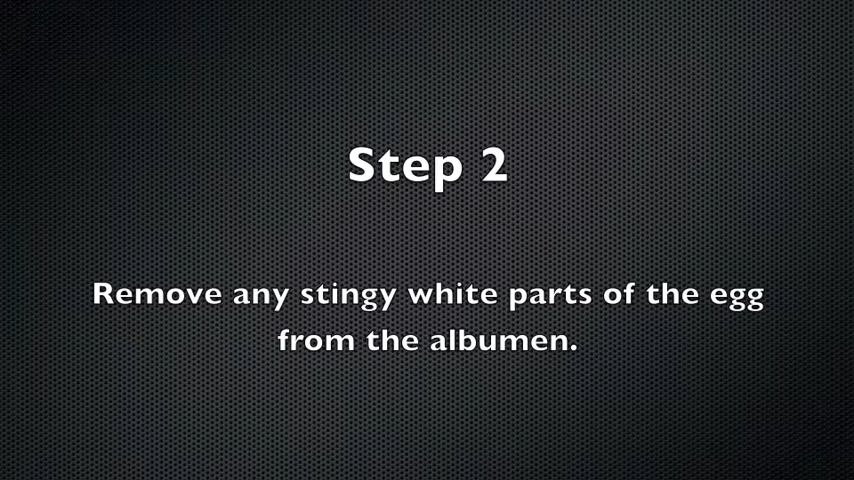 Step 2
Remove any stingy white parts of the egg
from the albumen.